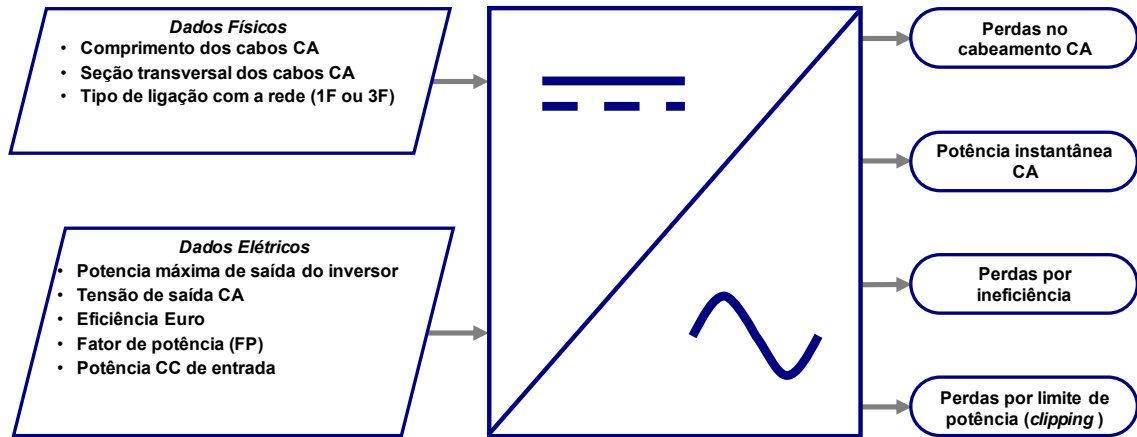 Dados Físicos
• Comprimento dos cabos CA
• Seção transversal dos cabos CA
• Tipo de ligação com a rede (1F ou 3F)
Dados Elétricos
• Potencia máxima de saída do inversor
• Tensão de saída CA
• Eficiência Euro
• Fator de potência (FP)
• Potência CC de entrada
Perdas no
cabeamento CA
Potência instantânea
CA
Perdas por
ineficiência
Perdas por limite de
potência (clipping )